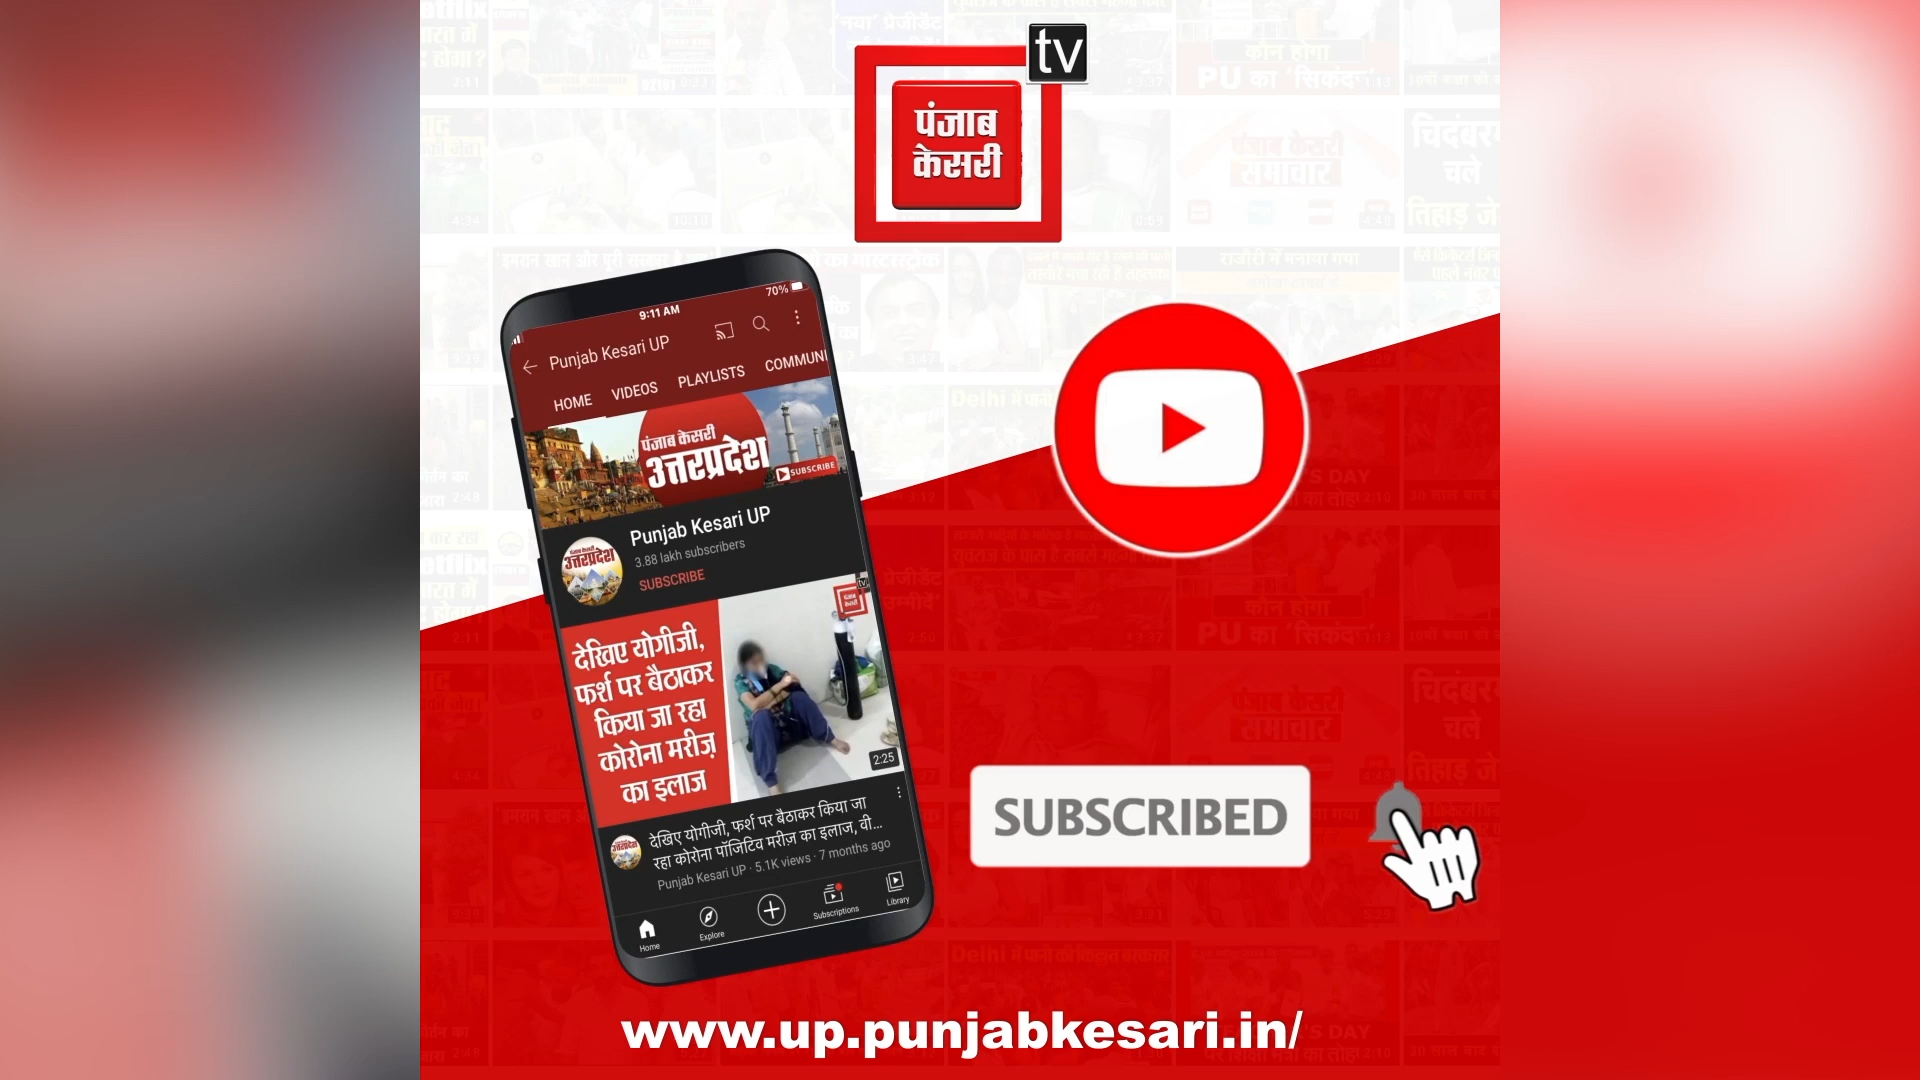 tv
पंजाब
केसरी
9:11 AM
70%
Punjab Kesari UP
HOME VIDEOS PLAYLISTS COMMUNI
पंजाब केसरी
उत्तरप्रदेश
SUBSCRIBE
Punjab Kesari UP
3.88 lakh subscribers
SUBSCRIBE
देखिए योगीजी,
फर्श पर बैठाकर
किया जा रहा
कोरोना मरीज़
का इलाज
2:25
देखिए योगीजी, फर्श पर बैठाकर किया जा
रहा कोरोना पॉजिटिव मरीज़ का इलाज, वी...
Punjab Kesari UP · 5.1K views · 7 months ago
Home Explore Subscriptions Library
SUBSCRIBED
www.up.punjabkesari.in/